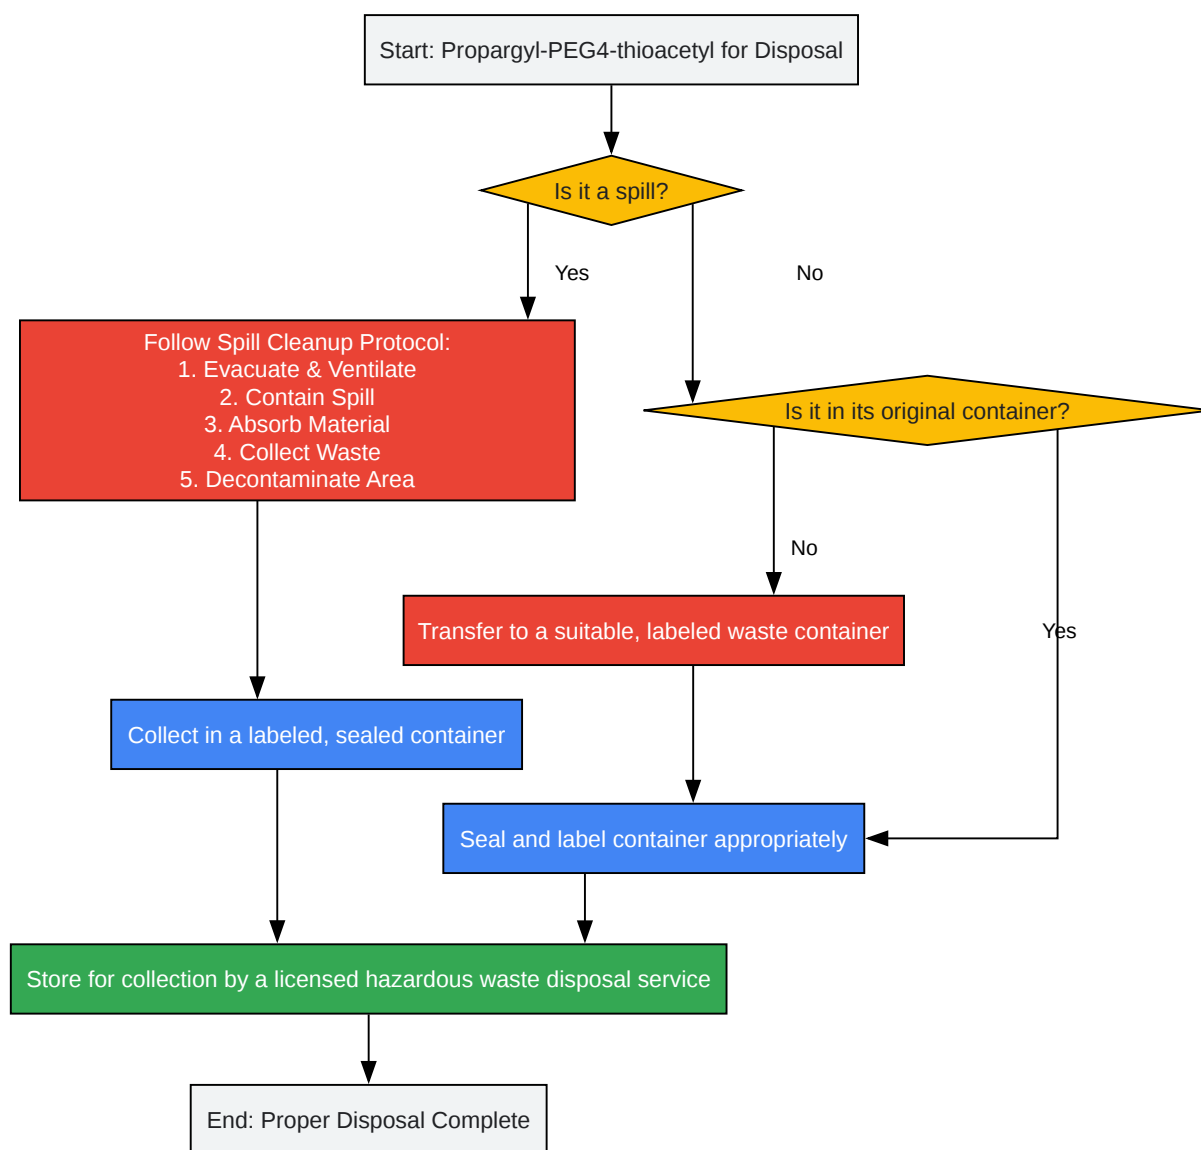 Start: Propargyl-PEG4-thioacetyl for Disposal
Is it a spill?
Yes
No
Follow Spill Cleanup Protocol:
1. Evacuate & Ventilate
2. Contain Spill
3. Absorb Material
4. Collect Waste
5. Decontaminate Area
Is it in its original container?
No
Transfer to a suitable, labeled waste container
Yes
Collect in a labeled, sealed container
Seal and label container appropriately
Store for collection by a licensed hazardous waste disposal service
End: Proper Disposal Complete